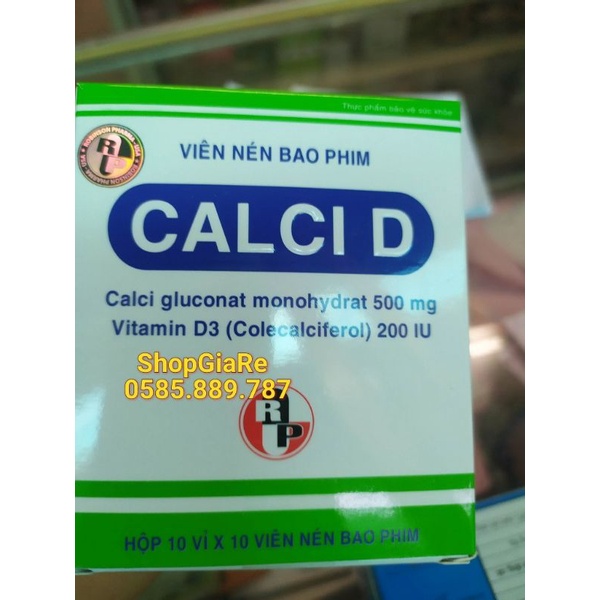 Thực phẩm bảo vệ sức khỏe
VIÊN NÉN BAO PHIM
CALCI D
Calci gluconat monohydrat 500 mg
Vitamin D3 (Colecalciferol) 200 IU
ShopGiaRe
0585.889.787
RUP
HỘP 10 VỈ X 10 VIÊN NÉN BAO PHIM